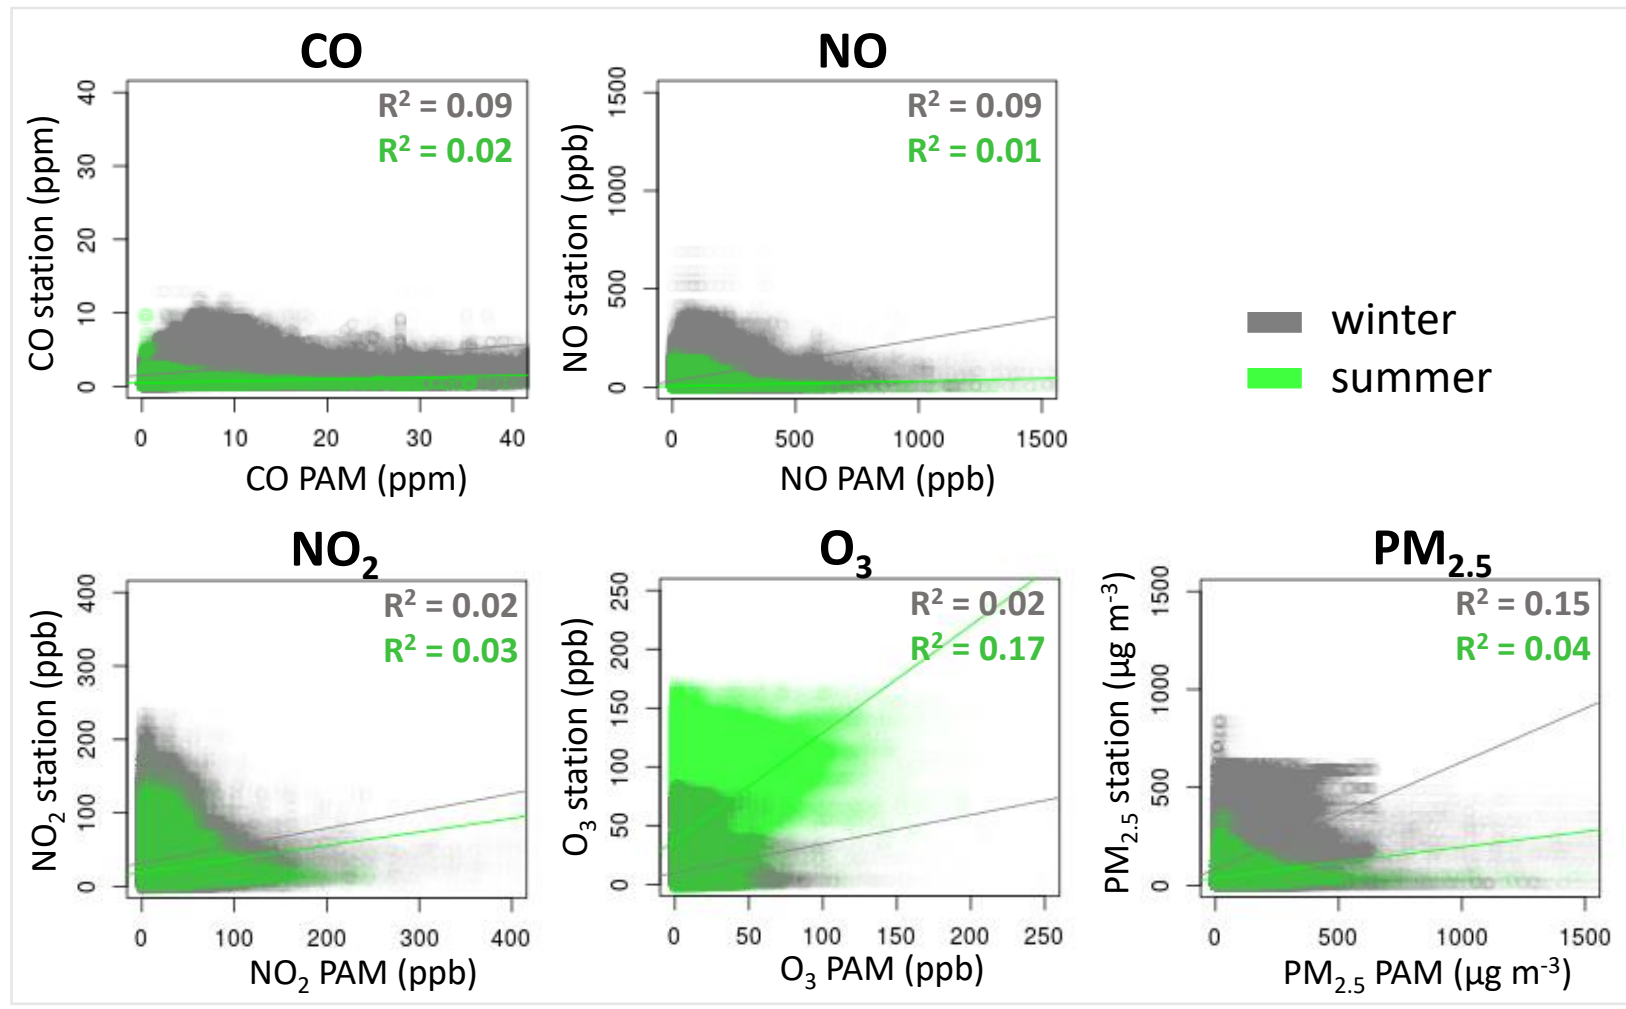 CO
R² = 0.09
R² = 0.02
CO station (ppm)
0 10 20 30 40
0 10 20 30 40
CO PAM (ppm)
NO
R² = 0.09
R² = 0.01
NO station (ppb)
0 500 1000 1500
0 500 1000 1500
NO PAM (ppb)
winter
summer
NO₂
R² = 0.02
R² = 0.03
NO₂ station (ppb)
0 100 200 300 400
0 100 200 300 400
NO₂ PAM (ppb)
O₃
R² = 0.02
R² = 0.17
O₃ station (ppb)
0 50 100 150 200 250
0 50 100 150 200 250
O₃ PAM (ppb)
PM₂.₅
R² = 0.15
R² = 0.04
PM₂.₅ station (µg m⁻³)
0 500 1000 1500
0 500 1000 1500
PM₂.₅ PAM (µg m⁻³)